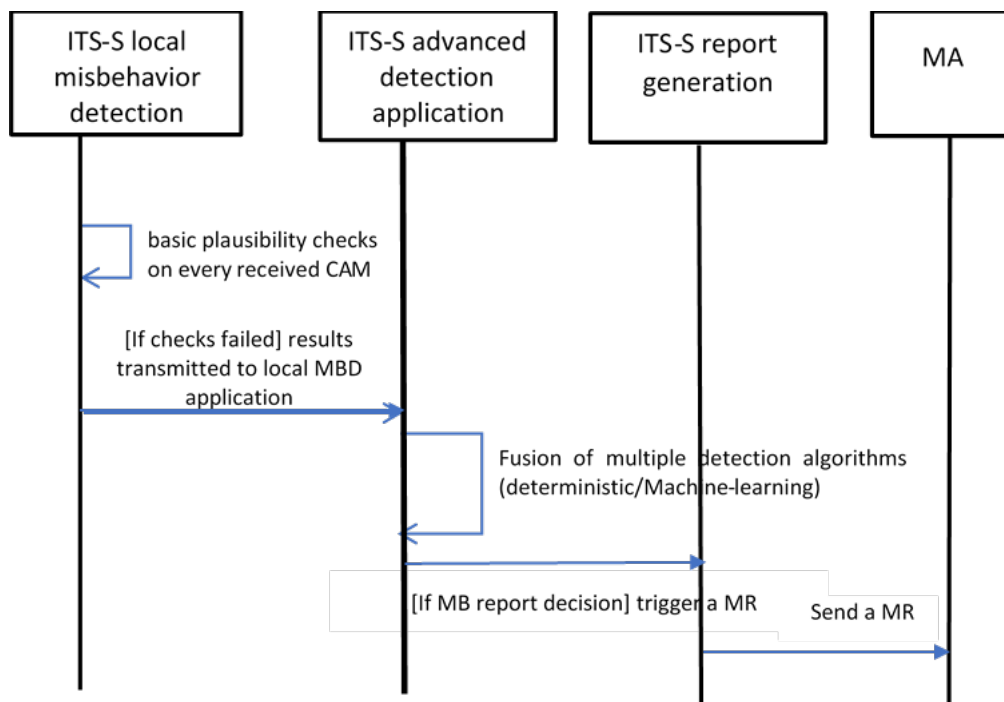 ITS-S local
misbehavior
detection
ITS-S advanced
detection
application
ITS-S report
generation
MA
basic plausibility checks
on every received CAM
[If checks failed] results
transmitted to local MBD
application
Fusion of multiple detection algorithms
(deterministic/Machine-learning)
[If MB report decision] trigger a MR
Send a MR